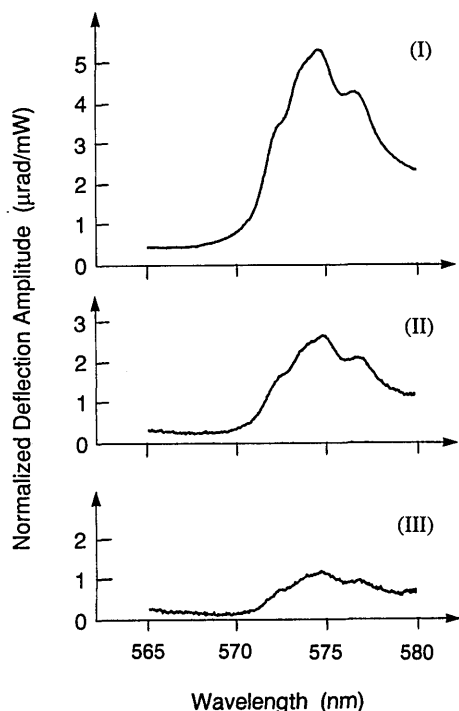 Normalized Deflection Amplitude (μrad/mW)
(I)
5
4
3
2
1
0
(II)
3
2
1
0
(III)
2
1
0
565 570 575 580
Wavelength (nm)